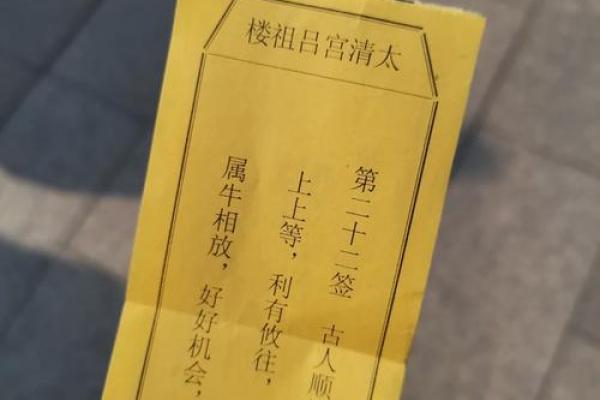 太清宫吕祖楼
第二十二签 古人顺
上上等，利有攸往，
属牛相放，好好机会，